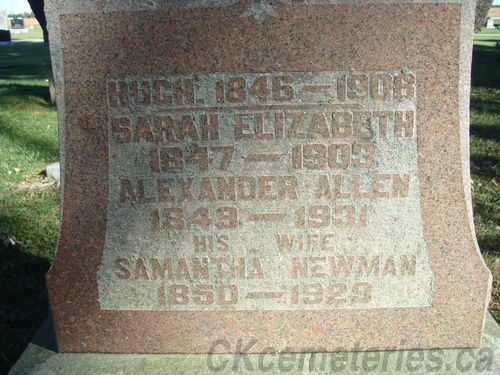 HUGH. 1846 — 1908
SARAH ELIZABETH
1847 — 1909
ALEXANDER ALLEN
1849 — 1931
HIS WIFE
SAMANTHA NEWMAN
1850 — 1929
CKcemeteries.ca